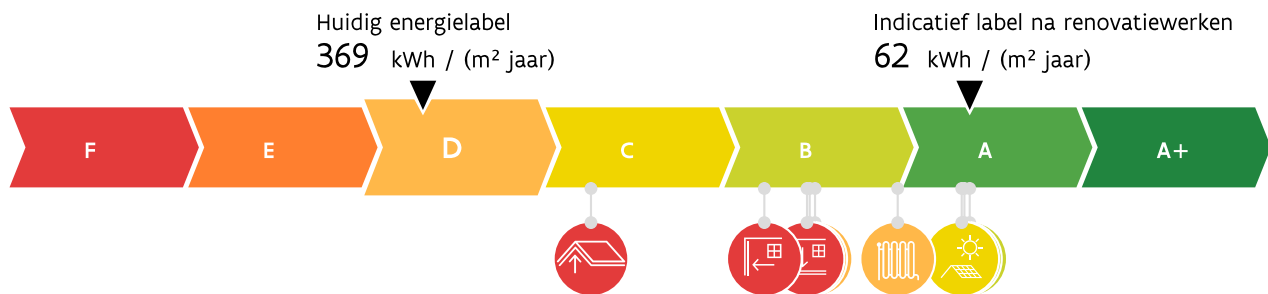 Huidig energielabel
369 kWh / (m² jaar)
Indicatief label na renovatiewerken
62 kWh / (m² jaar)
F E D C B A A+